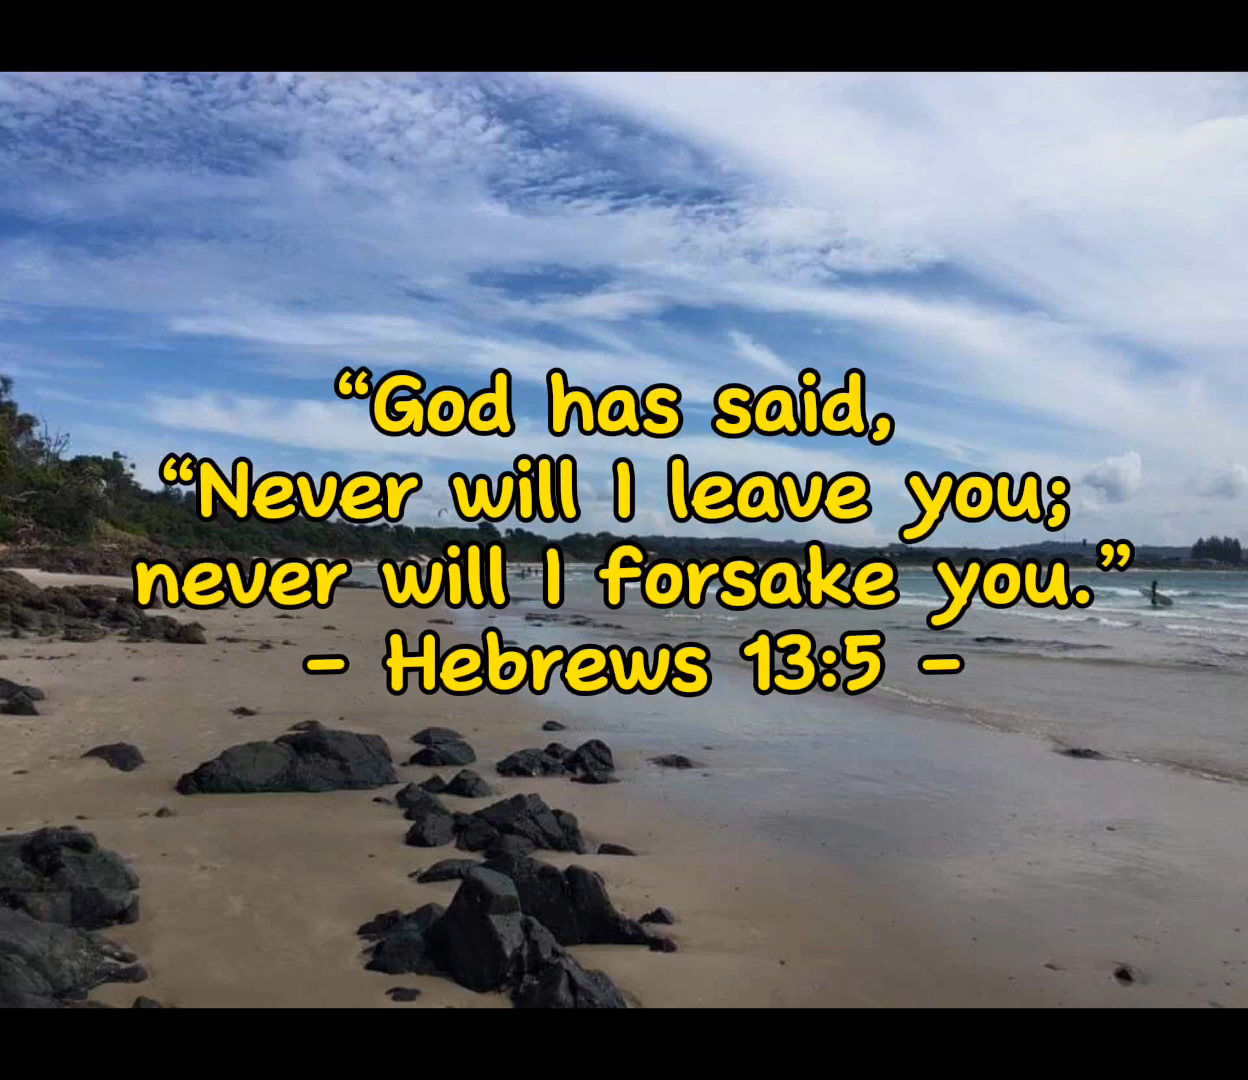 “God has said,
“Never will I leave you;
never will I forsake you.”
- Hebrews 13:5 -